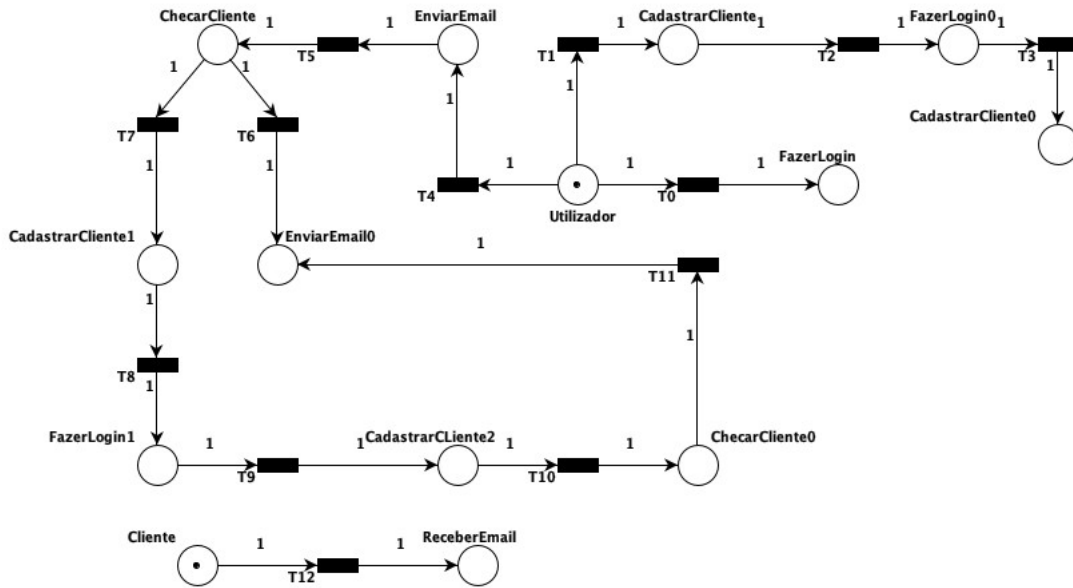 ChecarCliente
EnviarEmail
CadastrarCliente
FazerLogin0
1
1
1
1
1
1
T5
T1
T2
T3
1
1
1
1
1
CadastrarCliente0
T7
T6
1
1
1
1
1
FazerLogin
T4
T0
Utilizador
CadastrarCliente1
EnviarEmail0
1
T11
1
1
T8
1
FazerLogin1
CadastrarCLiente2
ChecarCliente0
1
1
1
1
T9
T10
Cliente
ReceberEmail
1
1
T12